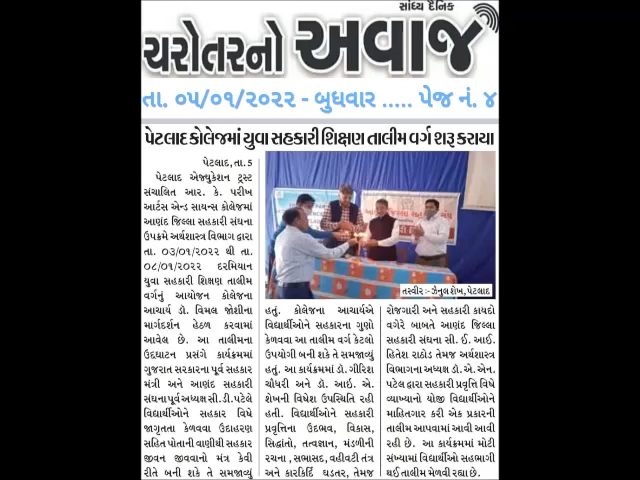 સાંધ્ય દૈનિક
ચરોતરનો અવાજ
તા. ૦૫/૦૧/૨૦૨૨ - બુધવાર ..... પેજ નં. ૪
પેટલાદ કોલેજમાં યુવા સહકારી શિક્ષણ તાલીમ વર્ગ શરૂ કરાયા
પેટલાદ,તા.5
પેટલાદ એજ્યુકેશન ટ્રસ્ટ
સંચાલિત આર. કે. પરીખ
આર્ટસ એન્ડ સાયન્સ કોલેજમાં
આણંદ જિલ્લા સહકારી સંઘના
ઉપક્રમે અર્થશાસ્ત્ર વિભાગ દ્વારા
તા. ૦૩/૦૧/૨૦૨૨ થી તા.
૦૮/૦૧/૨૦૨૨ દરમિયાન
યુવા સહકારી શિક્ષણ તાલીમ
વર્ગનું આયોજન કોલેજના
આચાર્ય ડો. વિમલ જોશીના
માર્ગદર્શન હેઠળ કરવામાં
આવેલ છે. આ તાલીમના
ઉદઘાટન પ્રસંગે કાર્યક્રમમાં
ગુજરાત સરકારના પૂર્વ સહકાર
મંત્રી અને આણંદ સહકારી
સંઘના પૂર્વ અધ્યક્ષ સી.ડી.પટેલે
વિદ્યાર્થીઓને સહકાર વિષે
જાગૃતતા કેળવવા ઉદાહરણ
સહિત પોતાની વાણીથી સહકાર
જીવન જીવવાનો મંત્ર કેવી
રીતે બની શકે તે સમજાવ્યું
તસ્વીર :- ઝેનુલ શેખ, પેટલાદ
હતું. કોલેજના આચાર્યએ
વિદ્યાર્થીઓને સહકારના ગુણો
કેળવવા આ તાલીમ વર્ગ કેટલો
ઉપયોગી બની શકે તે સમજાવ્યું
હતું. આ કાર્યક્રમમાં ડૉ. ગીરિશ
ચૌધરી અને ડૉ. આઇ. એ.
શેખની વિષેશ ઉપસ્થિતિ રહી
હતી. વિદ્યાર્થીઓને સહકારી
પ્રવૃત્તિના ઉદભવ, વિકાસ,
સિદ્ધાંતો, તત્વજ્ઞાન, મંડળીની
રચના , સભાસદ, વહીવટી તંત્ર
અને કારકિર્દિ ઘડતર, તેમજ
રોજગારી અને સહકારી કાયદો
વગેરે બાબતે આણંદ જિલ્લા
સહકારી સંઘના સી. ઈ. આઈ.
હિતેશ રાઠોડ તેમજ અર્થશાસ્ત્ર
વિભાગના અધ્યક્ષ ડો. એ. એન.
પટેલ દ્વારા સહકારી પ્રવૃત્તિ વિષે
વ્યાખ્યાનો યોજી વિદ્યાર્થીઓને
માહિતગાર કરી એક પ્રકારની
તાલીમ આપવામાં આવી આવી
રહી છે. આ કાર્યક્રમમાં મોટી
સંખ્યામાં વિદ્યાર્થીઓ સહભાગી
થઈ તાલીમ મેળવી રહ્યા છે.